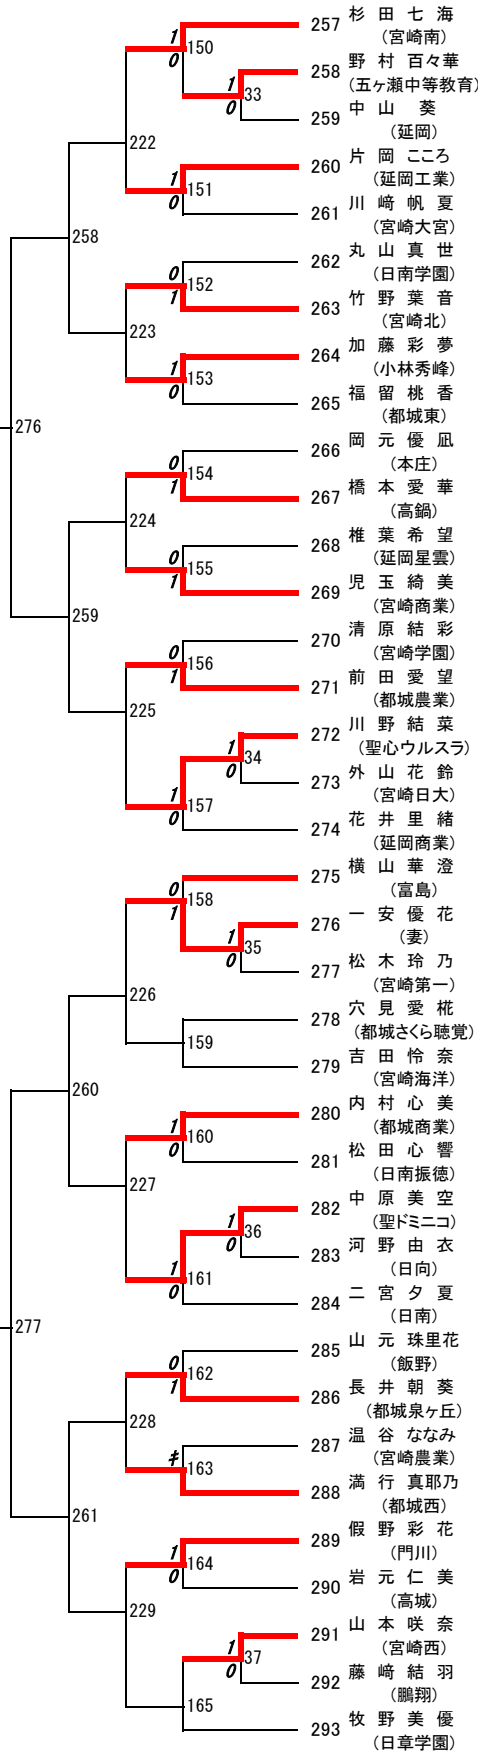 257 杉 田 七 海
(宮崎南)
1
150
0
258 野 村 百々華
(五ヶ瀬中等教育)
1
33
0
259 中 山 葵
(延岡)
222
260 片 岡 こころ
(延岡工業)
1
151
0
261 川 﨑 帆 夏
(宮崎大宮)
258
262 丸 山 真 世
(日南学園)
0
152
1
263 竹 野 葉 音
(宮崎北)
223
264 加 藤 彩 夢
(小林秀峰)
1
153
0
265 福 留 桃 香
(都城東)
276
266 岡 元 優 凪
(本庄)
0
154
1
267 橋 本 愛 華
(高鍋)
224
268 椎 葉 希 望
(延岡星雲)
0
155
1
269 児 玉 綺 美
(宮崎商業)
259
270 清 原 結 彩
(宮崎学園)
0
156
1
271 前 田 愛 望
(都城農業)
225
272 川 野 結 菜
(聖心ウルスラ)
1
34
0
273 外 山 花 鈴
(宮崎日大)
1
157
0
274 花 井 里 緒
(延岡商業)
275 横 山 華 澄
(富島)
0
158
1
276 一 安 優 花
(妻)
1
35
0
277 松 木 玲 乃
(宮崎第一)
226
278 穴 見 愛 椛
(都城さくら聴覚)
159
279 吉 田 怜 奈
(宮崎海洋)
260
280 内 村 心 美
(都城商業)
1
160
0
281 松 田 心 響
(日南振徳)
227
282 中 原 美 空
(聖ドミニコ)
1
36
0
283 河 野 由 衣
(日向)
1
161
0
284 二 宮 夕 夏
(日南)
277
285 山 元 珠里花
(飯野)
0
162
1
286 長 井 朝 葵
(都城泉ヶ丘)
228
287 温 谷 ななみ
(宮崎農業)
キ
163
288 満 行 真耶乃
(都城西)
261
289 假 野 彩 花
(門川)
1
164
0
290 岩 元 仁 美
(高城)
229
291 山 本 咲 奈
(宮崎西)
1
37
0
292 藤 﨑 結 羽
(鵬翔)
165
293 牧 野 美 優
(日章学園)